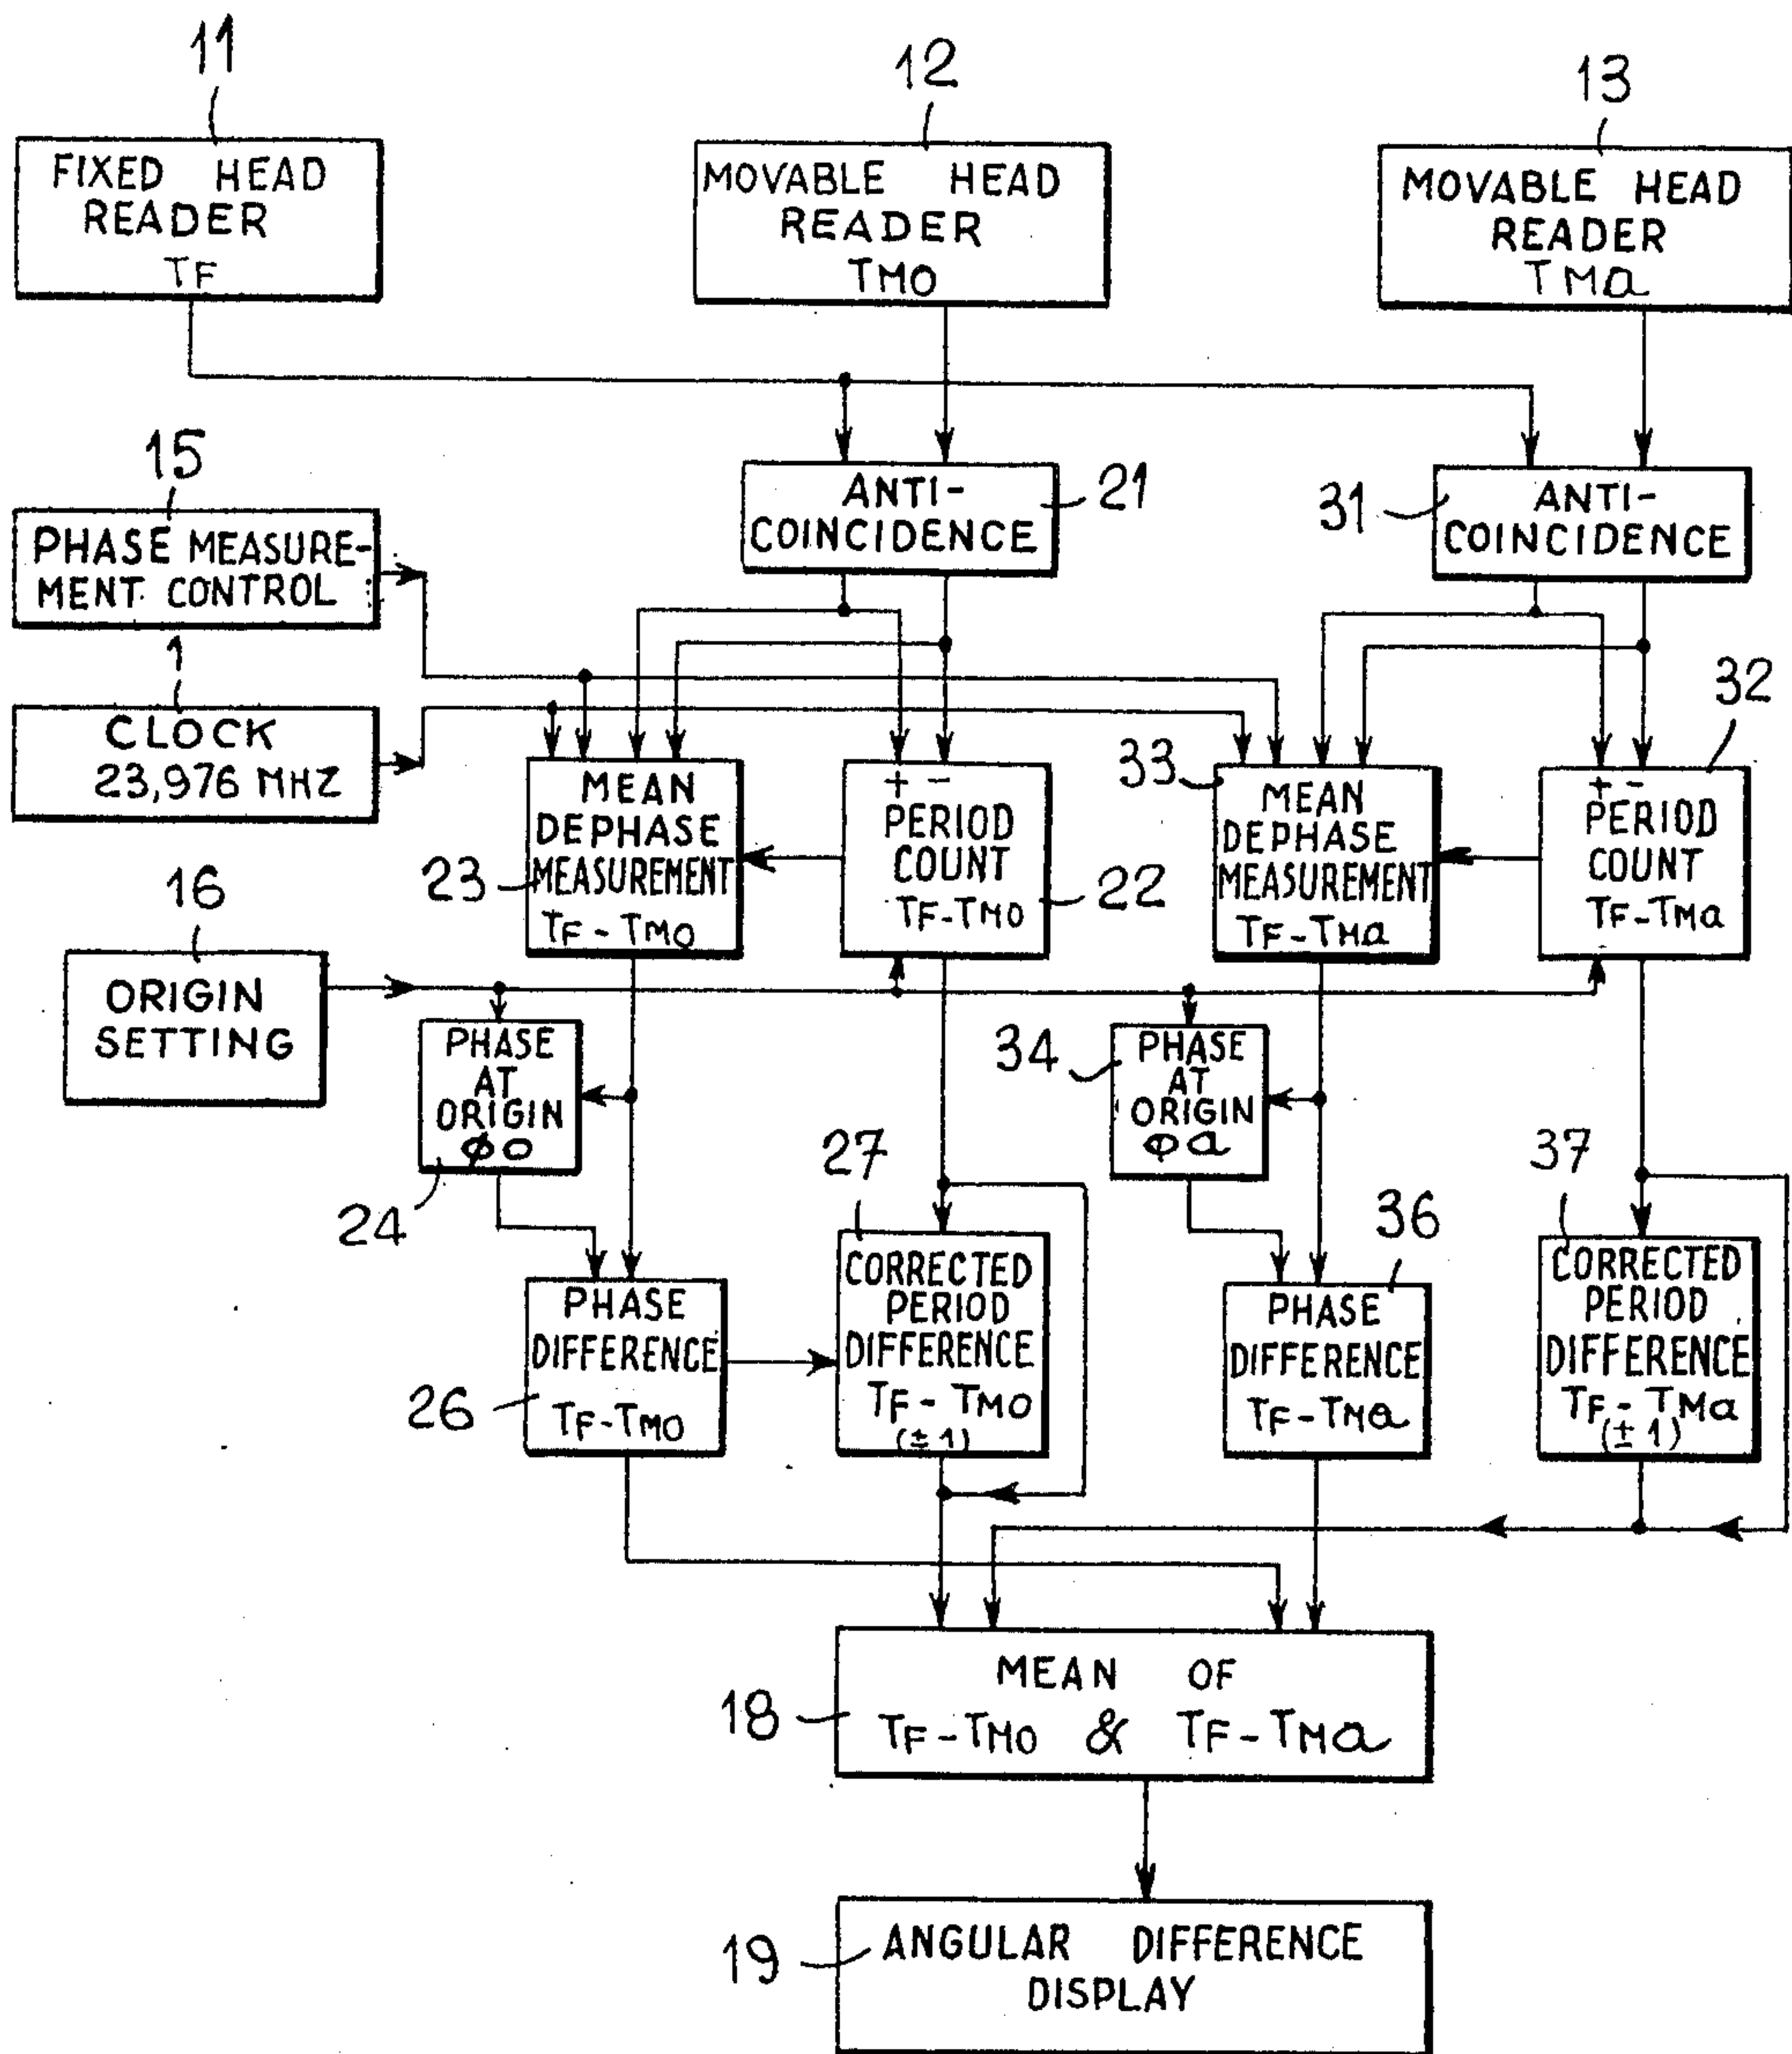 11
12
13
FIXED HEAD
READER
TF
MOVABLE HEAD
READER
TMO
MOVABLE HEAD
READER
TMa
15
PHASE MEASURE-
MENT CONTROL
ANTI-
COINCIDENCE
21
31
ANTI-
COINCIDENCE
1
CLOCK
23,976 MHZ
MEAN
DEPHASE
MEASUREMENT
TF-TMO
23
+ -
PERIOD
COUNT
TF-TMO
22
33
MEAN
DEPHASE
MEASUREMENT
TF-TMa
32
+ -
PERIOD
COUNT
TF-TMa
16
ORIGIN
SETTING
PHASE
AT
ORIGIN
φ0
24
34
PHASE
AT
ORIGIN
φa
27
CORRECTED
PERIOD
DIFFERENCE
TF-TMO
(±1)
36
37
PHASE
DIFFERENCE
TF-TMO
26
PHASE
DIFFERENCE
TF-TMa
CORRECTED
PERIOD
DIFFERENCE
TF-TMa
(±1)
18
MEAN OF
TF-TMO & TF-TMa
19
ANGULAR DIFFERENCE
DISPLAY